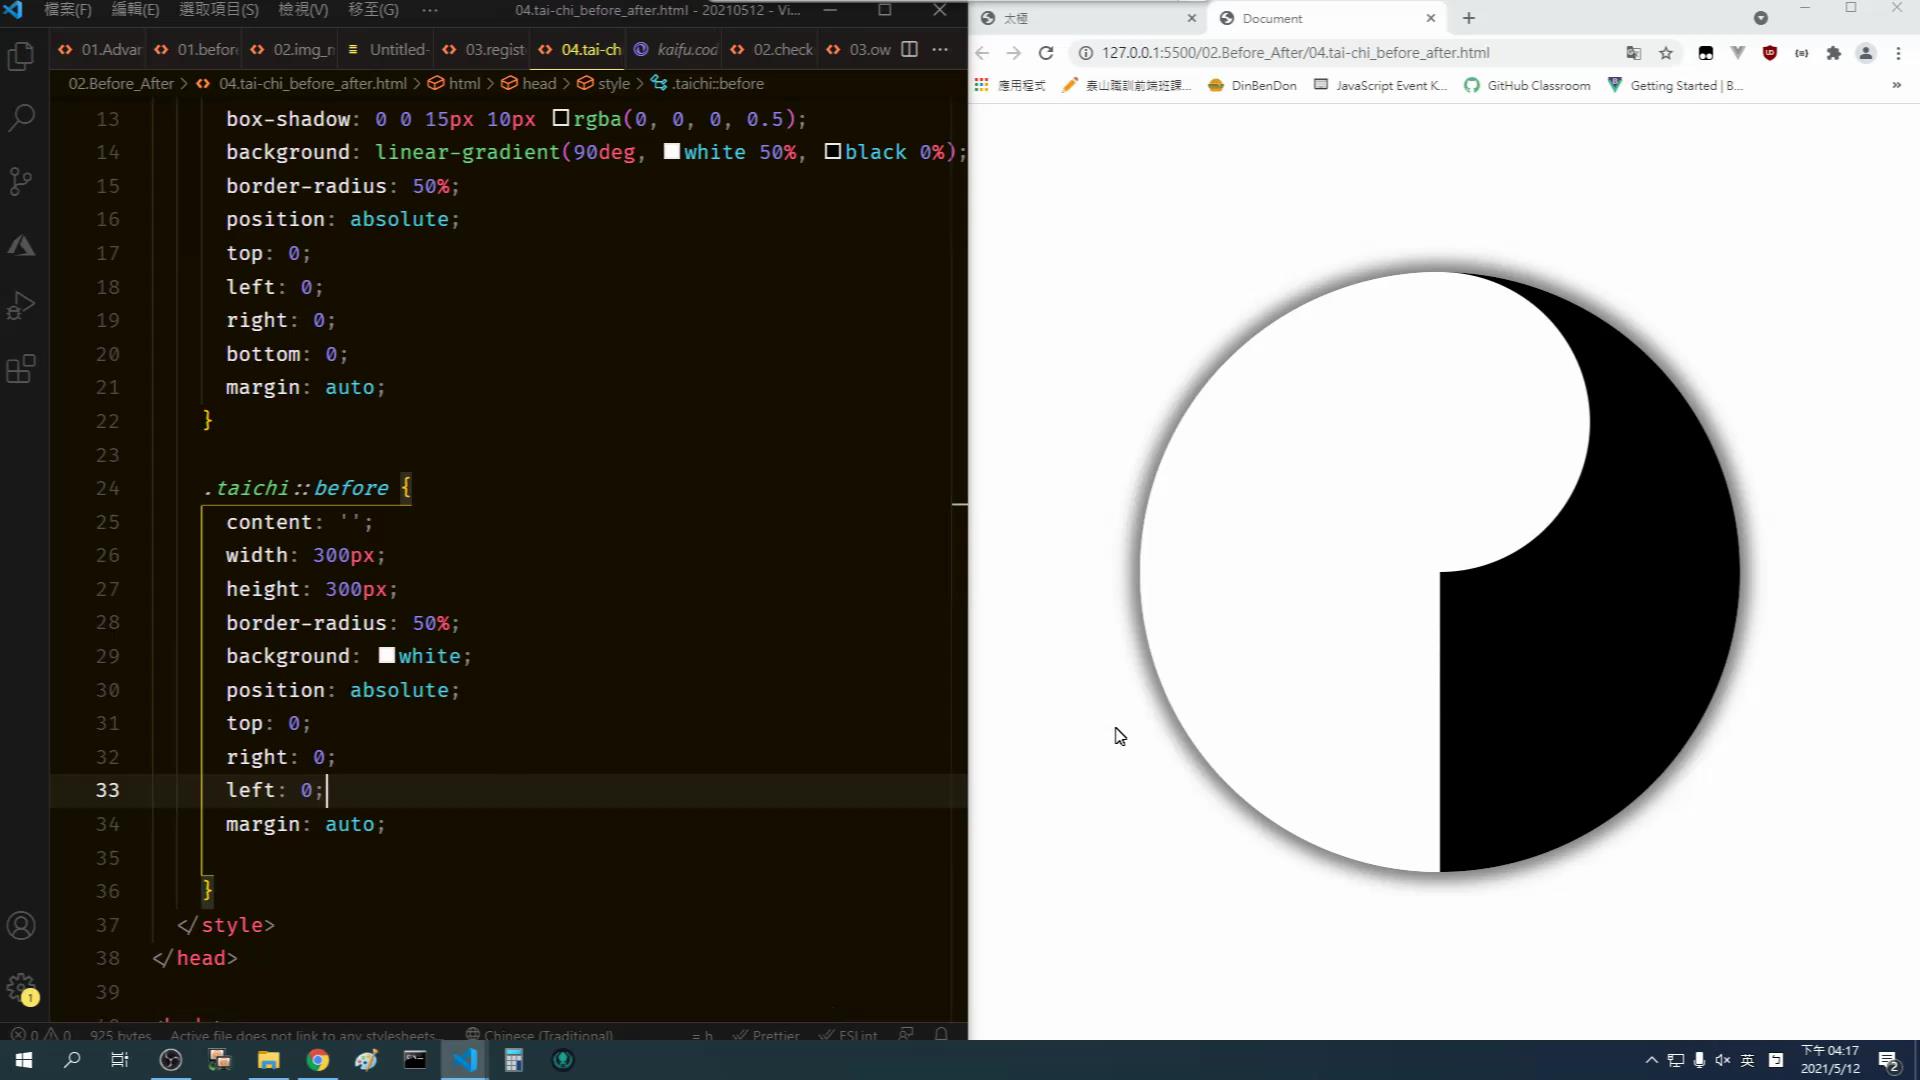 檔案(F) 編輯(E) 選取項目(S) 檢視(V) 移至(G) ··· 04.tai-chi_before_after.html - 20210512 - Vi...
01.Advar 01.before 02.img_r Untitled- 03.regist 04.tai-ch kaifu.cod 02.check 03.ow ···
02.Before_After > 04.tai-chi_before_after.html > html > head > style > .taichi::before
13 box-shadow: 0 0 15px 10px rgba(0, 0, 0, 0.5);
14 background: linear-gradient(90deg, white 50%, black 0%);
15 border-radius: 50%;
16 position: absolute;
17 top: 0;
18 left: 0;
19 right: 0;
20 bottom: 0;
21 margin: auto;
22 }
23
24 .taichi::before {
25 content: '';
26 width: 300px;
27 height: 300px;
28 border-radius: 50%;
29 background: white;
30 position: absolute;
31 top: 0;
32 right: 0;
33 left: 0;
34 margin: auto;
35
36 }
37 </style>
38 </head>
39
0 0 925 bytes Active file does not link to any stylesheets. Chinese (Traditional) = h Prettier ESLint
太極 Document
127.0.0.1:5500/02.Before_After/04.tai-chi_before_after.html
應用程式 泰山職訓前端班課... DinBenDon JavaScript Event K... GitHub Classroom Getting Started | B... »
英 下午 04:17
2021/5/12 2
1